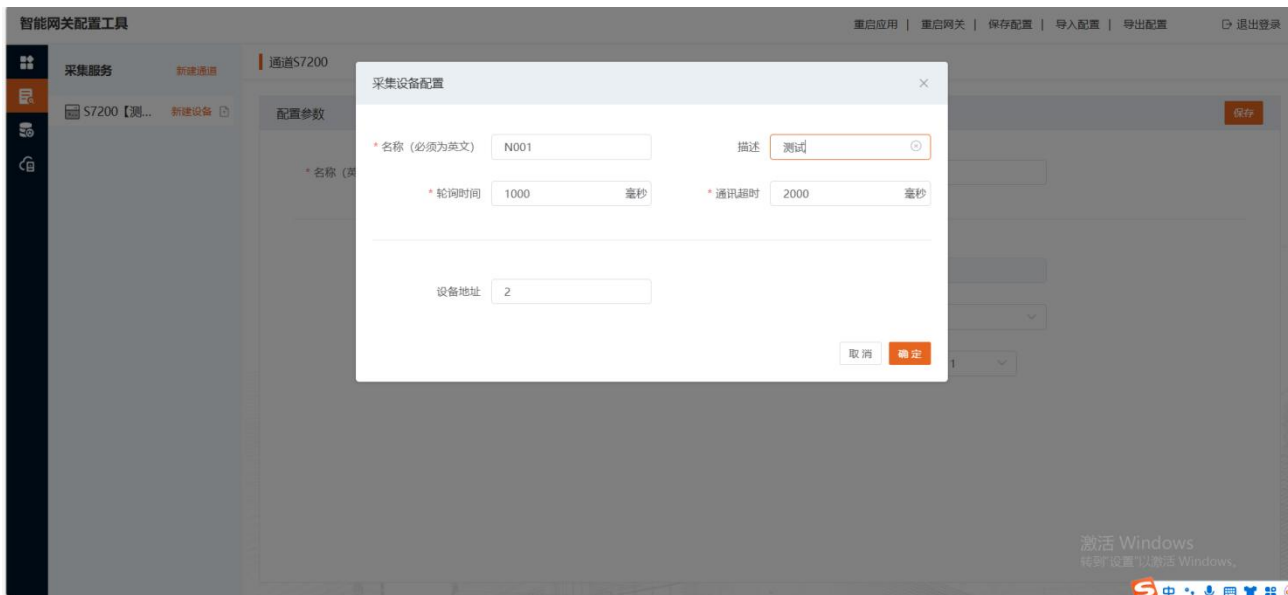 智能网关配置工具
重启应用 | 重启网关 | 保存配置 | 导入配置 | 导出配置 退出登录
采集服务 新建通道
通道S7200
S7200【测... 新建设备
采集设备配置
配置参数 保存
* 名称(必须为英文) N001 描述 测试
* 名称(英
* 轮询时间 1000 毫秒 * 通讯超时 2000 毫秒
设备地址 2
取消 确定
1
激活 Windows
转到"设置"以激活 Windows。
S 中